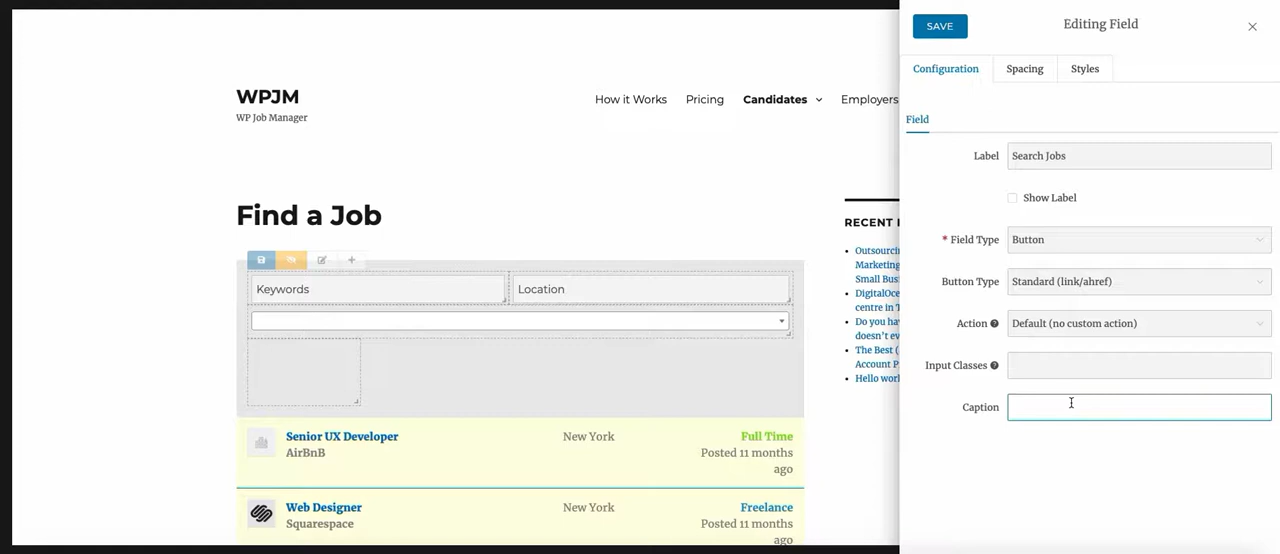 WPJM
WP Job Manager
How it Works Pricing Candidates Employers
Find a Job
Keywords Location
Senior UX Developer New York Full Time
AirBnB Posted 11 months
ago
Web Designer New York Freelance
Squarespace Posted 11 months
ago
RECENT
Outsourci
Marketing
Small Bus
DigitalOce
centre in T
Do you hav
doesn't ev
The Best (
Account P
Hello worl
SAVE Editing Field
Configuration Spacing Styles
Field
Label Search Jobs
Show Label
* Field Type Button
Button Type Standard (link/ahref)
Action Default (no custom action)
Input Classes
Caption